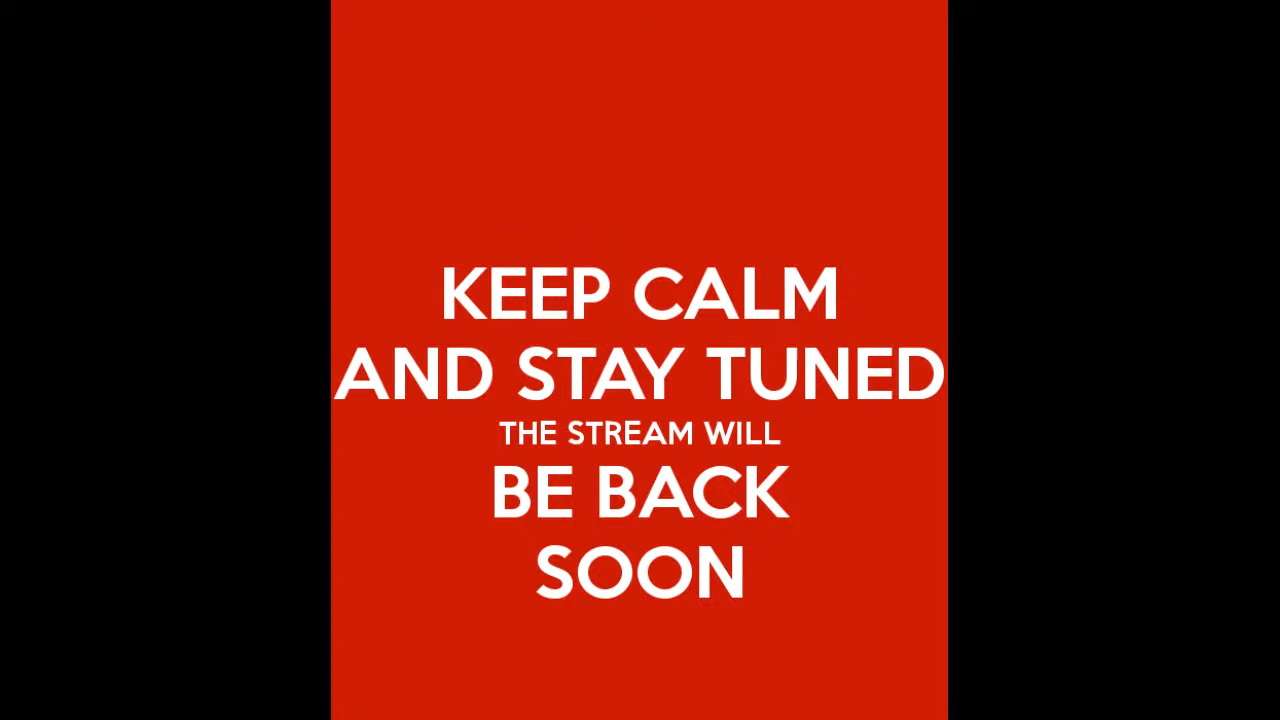 KEEP CALM
AND STAY TUNED
THE STREAM WILL
BE BACK
SOON